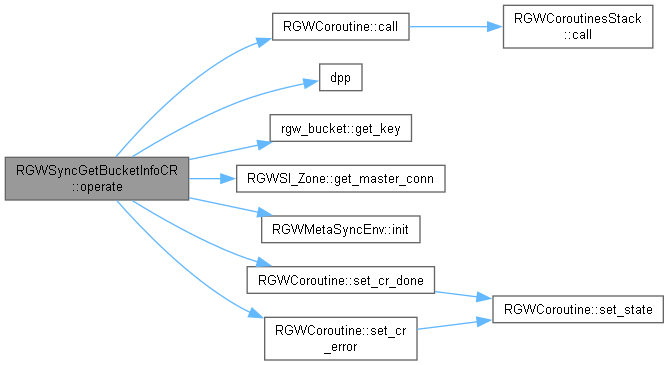 RGWSyncGetBucketInfoCR
::operate
RGWCoroutine::call
RGWCoroutinesStack
::call
dpp
rgw_bucket::get_key
RGWSI_Zone::get_master_conn
RGWMetaSyncEnv::init
RGWCoroutine::set_cr_done
RGWCoroutine::set_state
RGWCoroutine::set_cr
_error